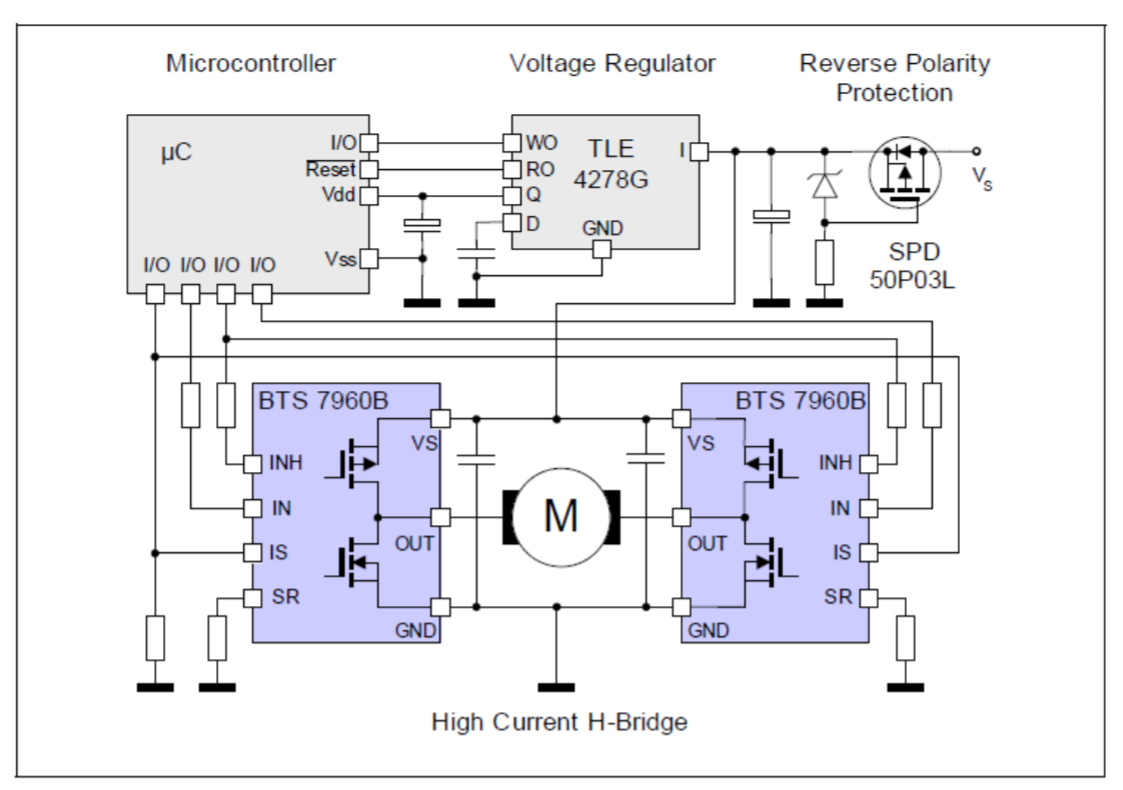 Microcontroller
Voltage Regulator
Reverse Polarity
Protection
µC
I/O
Reset
Vdd
Vss
I/O I/O I/O I/O
WO
RO
Q
D
TLE
4278G
I
GND
VS
SPD
50P03L
BTS 7960B
VS
INH
IN
IS
SR
OUT
GND
M
BTS 7960B
VS
INH
IN
IS
SR
OUT
GND
High Current H-Bridge